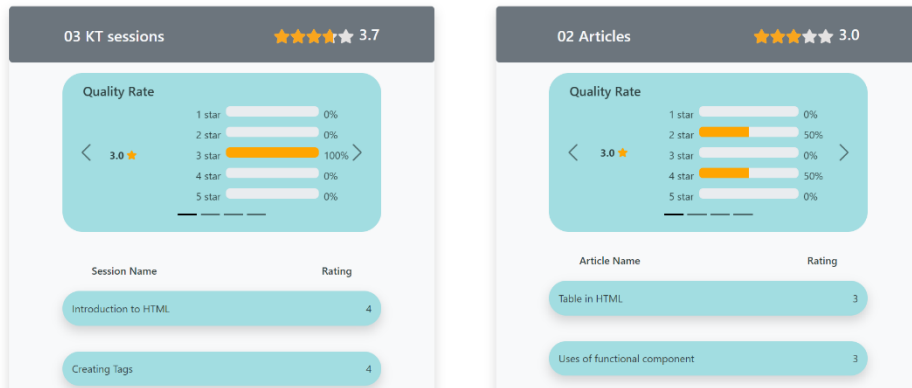 03 KT sessions 3.7
Quality Rate
1 star 0%
2 star 0%
3.0 3 star 100%
4 star 0%
5 star 0%
Session Name Rating
Introduction to HTML 4
Creating Tags 4
02 Articles 3.0
Quality Rate
1 star 0%
2 star 50%
3.0 3 star 0%
4 star 50%
5 star 0%
Article Name Rating
Table in HTML 3
Uses of functional component 3